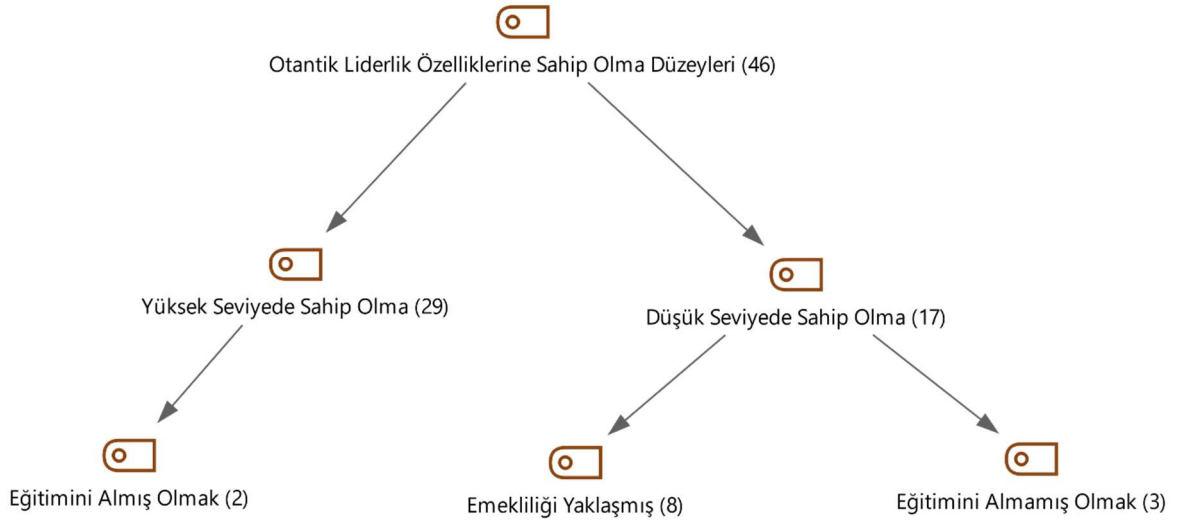 Otantik Liderlik Özelliklerine Sahip Olma Düzeyleri (46)
Yüksek Seviyede Sahip Olma (29)
Düşük Seviyede Sahip Olma (17)
Eğitimini Almış Olmak (2)
Emekliliği Yaklaşmış (8)
Eğitimini Almamış Olmak (3)